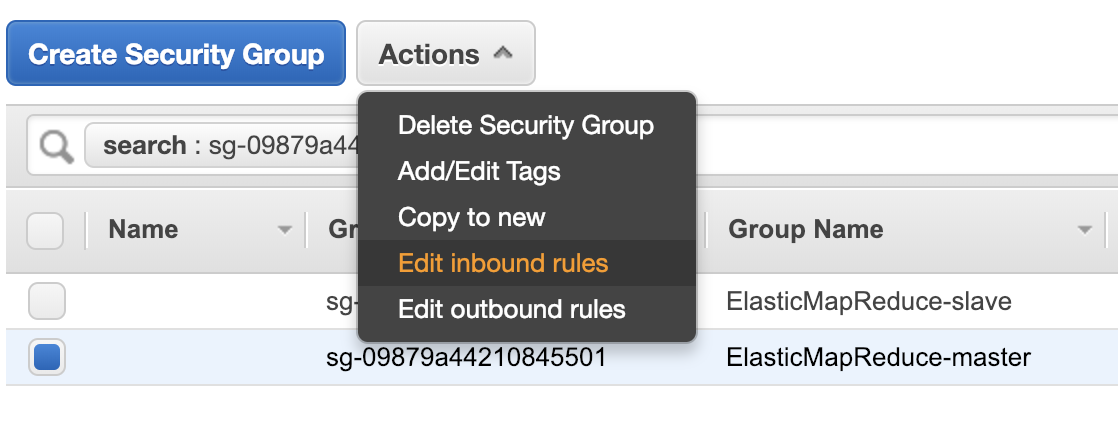 Create Security Group
Actions
Delete Security Group
search : sg-09879a44
Add/Edit Tags
Copy to new
Name
Gr
Group Name
Edit inbound rules
sg-
ElasticMapReduce-slave
Edit outbound rules
sg-09879a44210845501
ElasticMapReduce-master